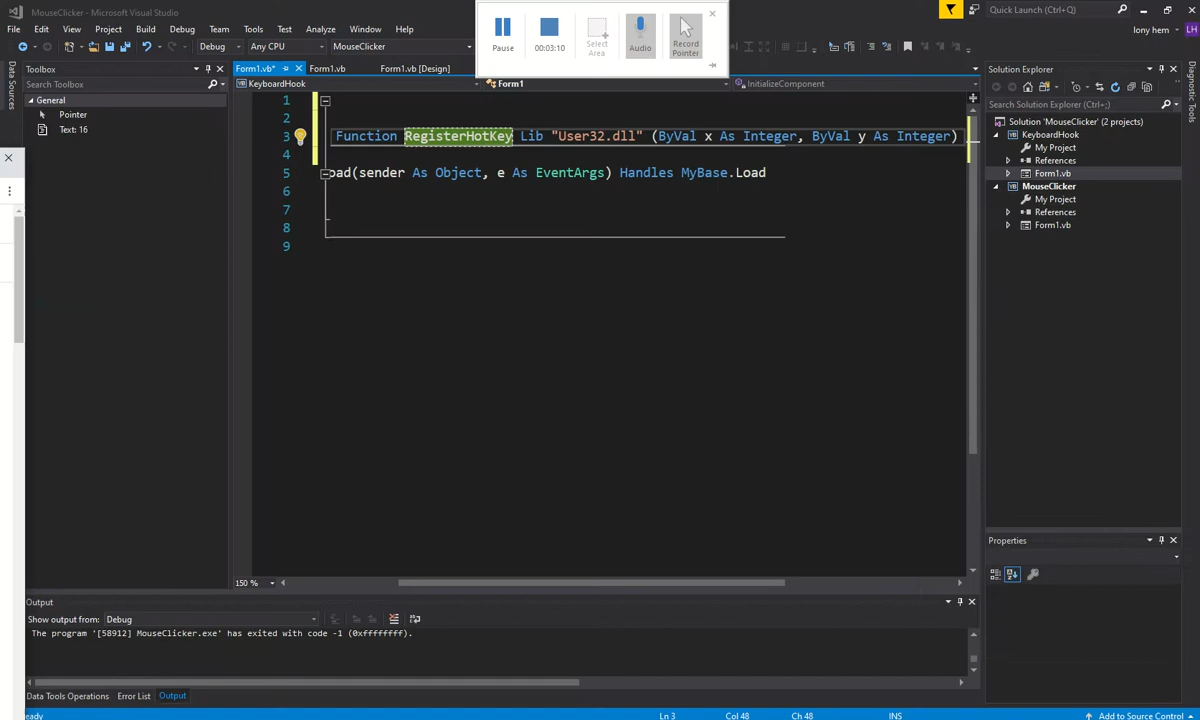 MouseClicker - Microsoft Visual Studio
Quick Launch (Ctrl+Q)
File Edit View Project Build Debug Team Tools Test Analyze Window Help
Iony hem LH
Debug Any CPU MouseClicker
Pause 00:03:10 Select Area Audio Record Pointer
Data Sources
Toolbox
Search Toolbox
General
Pointer
Text: 16
Form1.vb* Form1.vb Form1.vb [Design]
KeyboardHook Form1 InitializeComponent
1
2
3 Function RegisterHotKey Lib "User32.dll" (ByVal x As Integer, ByVal y As Integer)
4
5 oad(sender As Object, e As EventArgs) Handles MyBase.Load
6
7
8
9
150 %
Solution Explorer
Search Solution Explorer (Ctrl+;)
Solution 'MouseClicker' (2 projects)
KeyboardHook
My Project
References
Form1.vb
MouseClicker
My Project
References
Form1.vb
Diagnostic Tools
Properties
Output
Show output from: Debug
The program '[58912] MouseClicker.exe' has exited with code -1 (0xffffffff).
Data Tools Operations Error List Output
eady Ln 3 Col 48 Ch 48 INS Add to Source Control